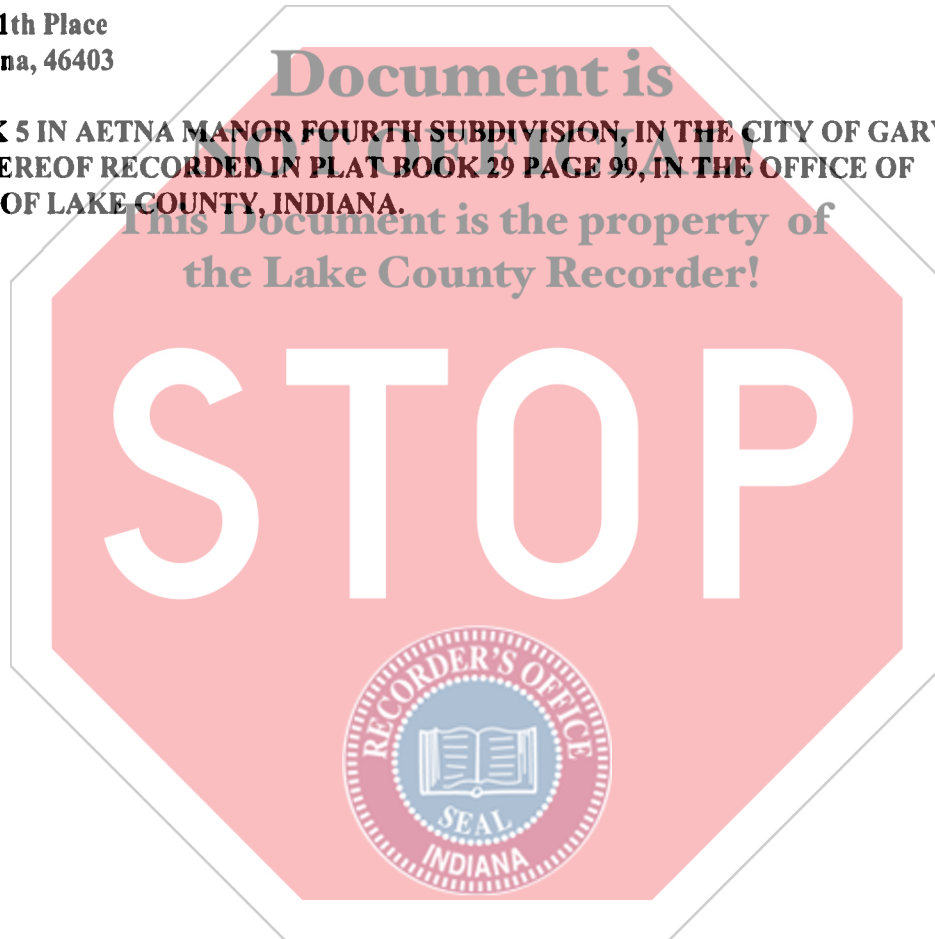 1th Place
na, 46403
Document is
K 5 IN AETNA MANOR FOURTH SUBDIVISION, IN THE CITY OF GARY
NOT OFFICIAL!
EREOF RECORDED IN PLAT BOOK 29 PAGE 99, IN THE OFFICE OF
OF LAKE COUNTY, INDIANA.
This Document is the property of
the Lake County Recorder!
STOP
RECORDER'S OFFICE
SEAL
INDIANA